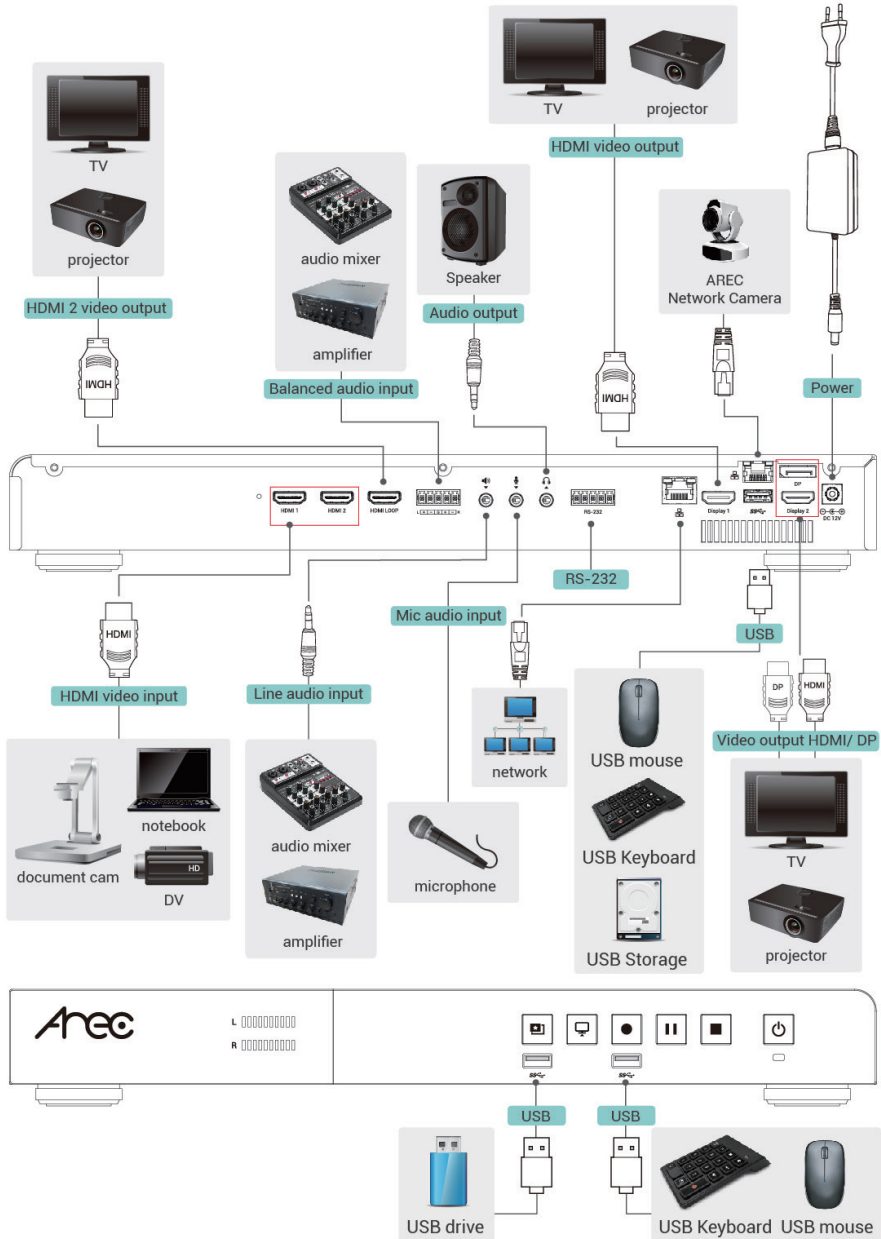 TV
projector
HDMI video output
TV
projector
HDMI 2 video output
HDMI
audio mixer
amplifier
Balanced audio input
Speaker
Audio output
HDMI
AREC
Network Camera
Power
HDMI 1
HDMI 2
HDMI LOOP
RS-232
Display 1
SS
DP
Display 2
DC 12V
HDMI
HDMI video input
document cam
notebook
HD
DV
Line audio input
audio mixer
amplifier
Mic audio input
microphone
RS-232
network
USB
USB mouse
USB Keyboard
USB Storage
DP
HDMI
Video output HDMI/ DP
TV
projector
Arec
L
R
SS
SS
USB
USB
USB drive
USB Keyboard
USB mouse